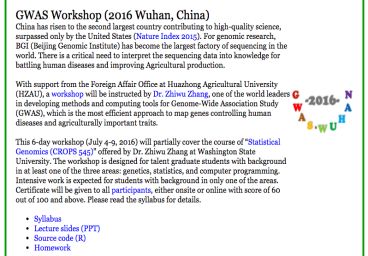 GWAS Workshop (2016 Wuhan, China)
China has risen to the second largest country contributing to high-quality science,
surpassed only by the United States (Nature Index 2015). For genomic research,
BGI (Beijing Genomic Institute) has become the largest factory of sequencing in the
world. There is a critical need to interpret the sequencing data into knowledge for
battling human diseases and improving Agricultural production.
With support from the Foreign Affair Office at Huazhong Agricultural University
(HZAU), a workshop will be instructed by Dr. Zhiwu Zhang, one of the world leaders
in developing methods and computing tools for Genome-Wide Association Study
(GWAS), which is the most efficient approach to map genes controlling human
diseases and agriculturally important traits.
This 6-day workshop (July 4-9, 2016) will partially cover the course of "Statistical
Genomics (CROPS 545)" offered by Dr. Zhiwu Zhang at Washington State
University. The workshop is designed for talent graduate students with background
in at least one of the three areas: genetics, statistics, and computer programming.
Intensive work is expected for students with background in only one of the areas.
Certificate will be given to all participants, either onsite or online with score of 60
out of 100 and above. Please read the syllabus for details.
Syllabus
Lecture slides (PPT)
Source code (R)
Homework
GWAS
-2016-
WUHAN